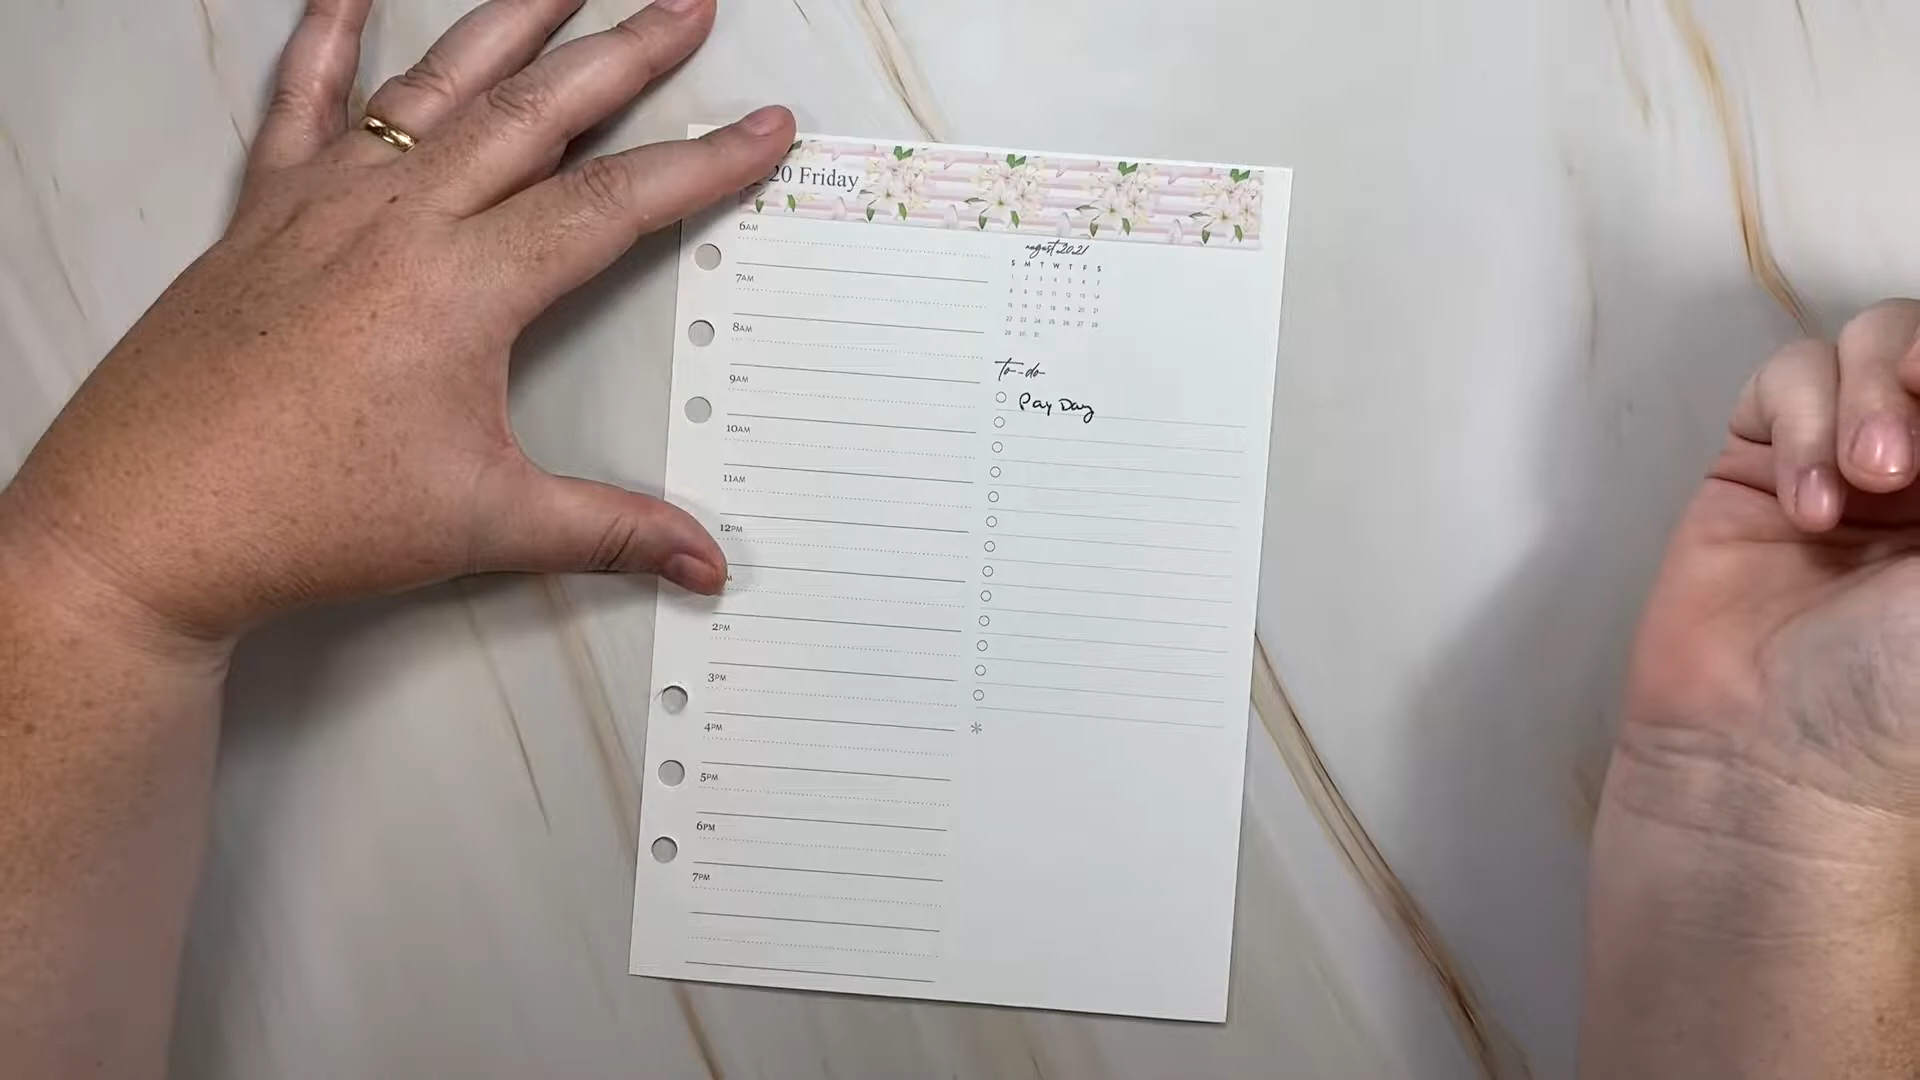 20 Friday
6AM
7AM
8AM
9AM
10AM
11AM
12PM
2PM
3PM
4PM
5PM
6PM
7PM
august 2021
S M T W T F S
1 2 3 4 5 6 7
8 9 10 11 12 13 14
15 16 17 18 19 20 21
22 23 24 25 26 27 28
29 30 31
to-do
Pay Day
*